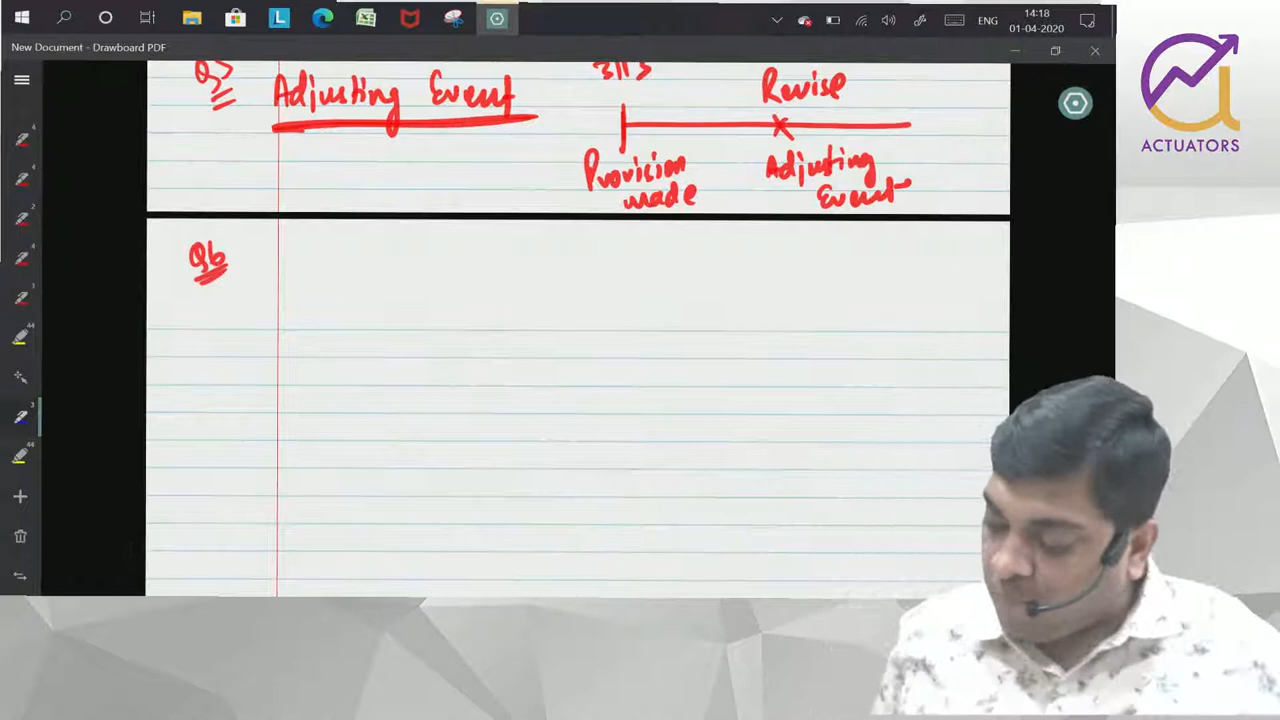 14:18
ENG
01-04-2020
New Document - Drawboard PDF
ACTUATORS
Adjusting Event
31/3
Revise
Provision made
Adjusting Event
Q6